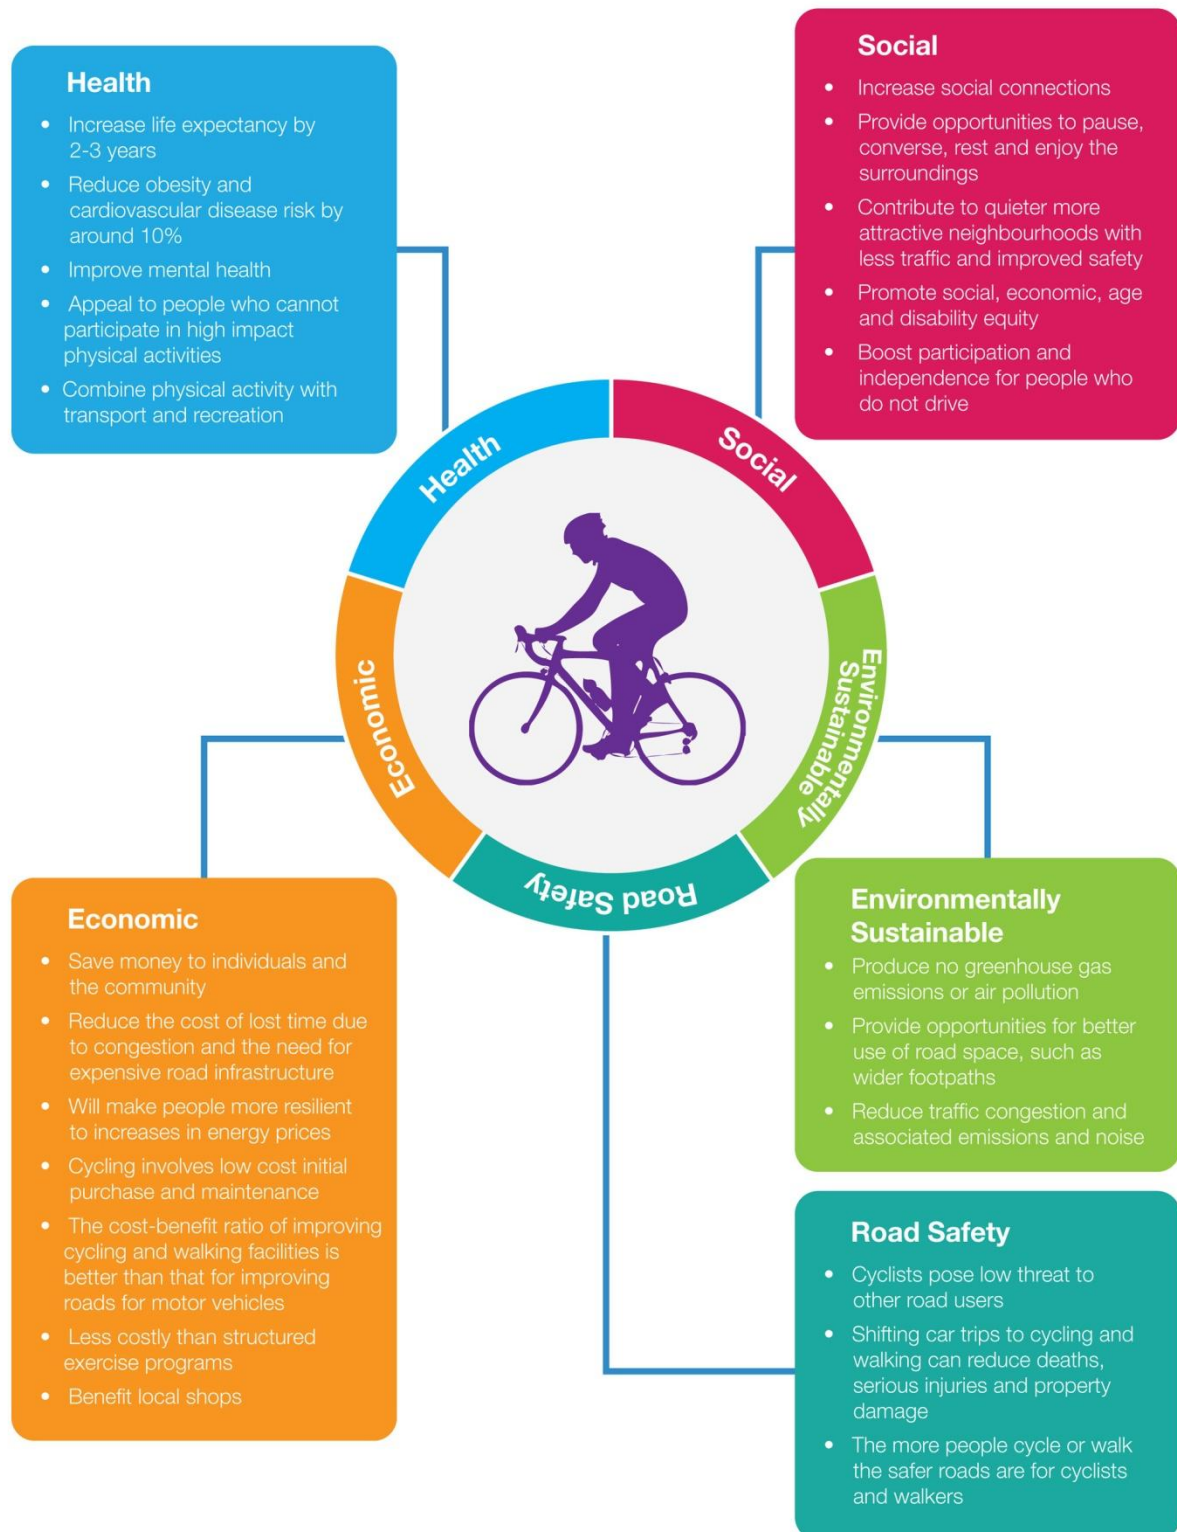 Health
• Increase life expectancy by
2-3 years
• Reduce obesity and
cardiovascular disease risk by
around 10%
• Improve mental health
• Appeal to people who cannot
participate in high impact
physical activities
• Combine physical activity with
transport and recreation
Social
• Increase social connections
• Provide opportunities to pause,
converse, rest and enjoy the
surroundings
• Contribute to quieter more
attractive neighbourhoods with
less traffic and improved safety
• Promote social, economic, age
and disability equity
• Boost participation and
independence for people who
do not drive
Health
Social
Economic
Environmentally
Sustainable
Road Safety
Economic
• Save money to individuals and
the community
• Reduce the cost of lost time due
to congestion and the need for
expensive road infrastructure
• Will make people more resilient
to increases in energy prices
• Cycling involves low cost initial
purchase and maintenance
• The cost-benefit ratio of improving
cycling and walking facilities is
better than that for improving
roads for motor vehicles
• Less costly than structured
exercise programs
• Benefit local shops
Environmentally
Sustainable
• Produce no greenhouse gas
emissions or air pollution
• Provide opportunities for better
use of road space, such as
wider footpaths
• Reduce traffic congestion and
associated emissions and noise
Road Safety
• Cyclists pose low threat to
other road users
• Shifting car trips to cycling and
walking can reduce deaths,
serious injuries and property
damage
• The more people cycle or walk
the safer roads are for cyclists
and walkers